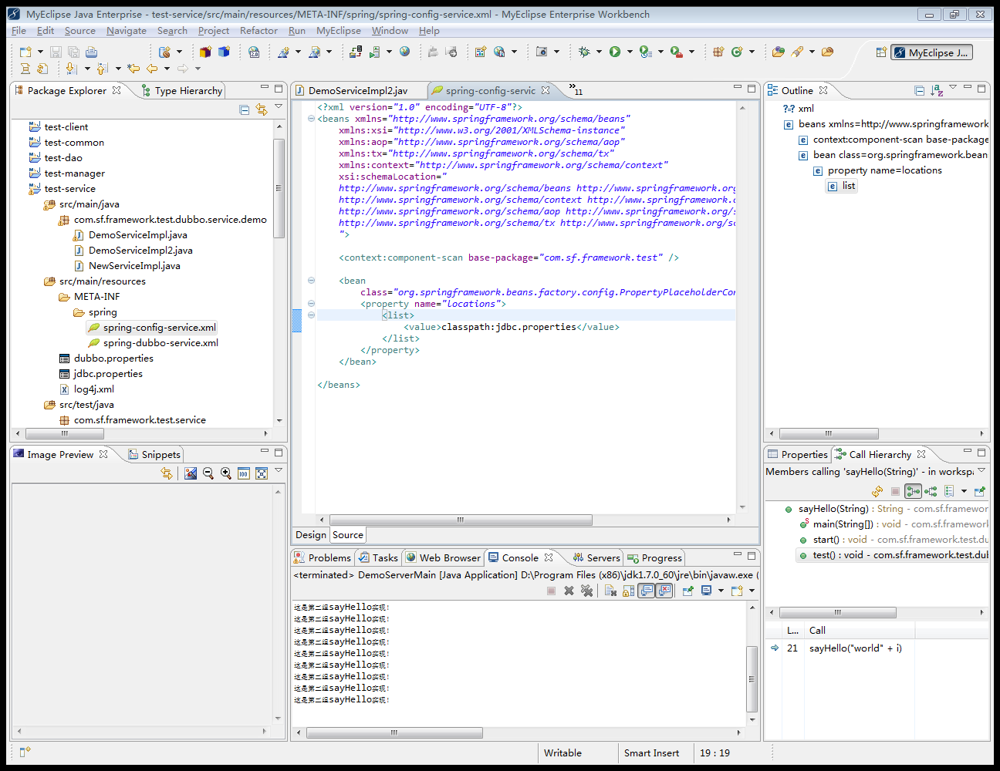 MyEclipse Java Enterprise - test-service/src/main/resources/META-INF/spring/spring-config-service.xml - MyEclipse Enterprise Workbench
File Edit Source Navigate Search Project Refactor Run MyEclipse Window Help
MyEclipse J...
Package Explorer
Type Hierarchy
test-client
test-common
test-dao
test-manager
test-service
src/main/java
com.sf.framework.test.dubbo.service.demo
DemoServiceImpl.java
DemoServiceImpl2.java
NewServiceImpl.java
src/main/resources
META-INF
spring
spring-config-service.xml
spring-dubbo-service.xml
dubbo.properties
jdbc.properties
log4j.xml
src/test/java
com.sf.framework.test.service
Image Preview
Snippets
DemoServiceImpl2.jav
spring-config-servic
»11
<?xml version="1.0" encoding="UTF-8"?>
<beans xmlns="http://www.springframework.org/schema/beans"
xmlns:xsi="http://www.w3.org/2001/XMLSchema-instance"
xmlns:aop="http://www.springframework.org/schema/aop"
xmlns:tx="http://www.springframework.org/schema/tx"
xmlns:context="http://www.springframework.org/schema/context"
xsi:schemaLocation="
http://www.springframework.org/schema/beans http://www.springframework.org
http://www.springframework.org/schema/context http://www.springframework.o
http://www.springframework.org/schema/aop http://www.springframework.org/s
http://www.springframework.org/schema/tx http://www.springframework.org/sc
">
<context:component-scan base-package="com.sf.framework.test" />
<bean
class="org.springframework.beans.factory.config.PropertyPlaceholderCon
<property name="locations">
<list>
<value>classpath:jdbc.properties</value>
</list>
</property>
</bean>
</beans>
Design
Source
Outline
xml
beans xmlns=http://www.springframework
context:component-scan base-package
bean class=org.springframework.bean
property name=locations
list
Properties
Call Hierarchy
Members calling 'sayHello(String)' - in workspa
sayHello(String) : String - com.sf.framewor
main(String[]) : void - com.sf.framework.
start() : void - com.sf.framework.test.du
test() : void - com.sf.framework.test.dub
L... Call
21 sayHello("world" + i)
Problems
Tasks
Web Browser
Console
Servers
Progress
<terminated> DemoServerMain [Java Application] D:\Program Files (x86)\jdk1.7.0_60\jre\bin\javaw.exe (
这是第二组sayHello实现!
这是第二组sayHello实现!
这是第二组sayHello实现!
这是第二组sayHello实现!
这是第二组sayHello实现!
这是第二组sayHello实现!
这是第二组sayHello实现!
这是第二组sayHello实现!
这是第二组sayHello实现!
Writable
Smart Insert
19 : 19